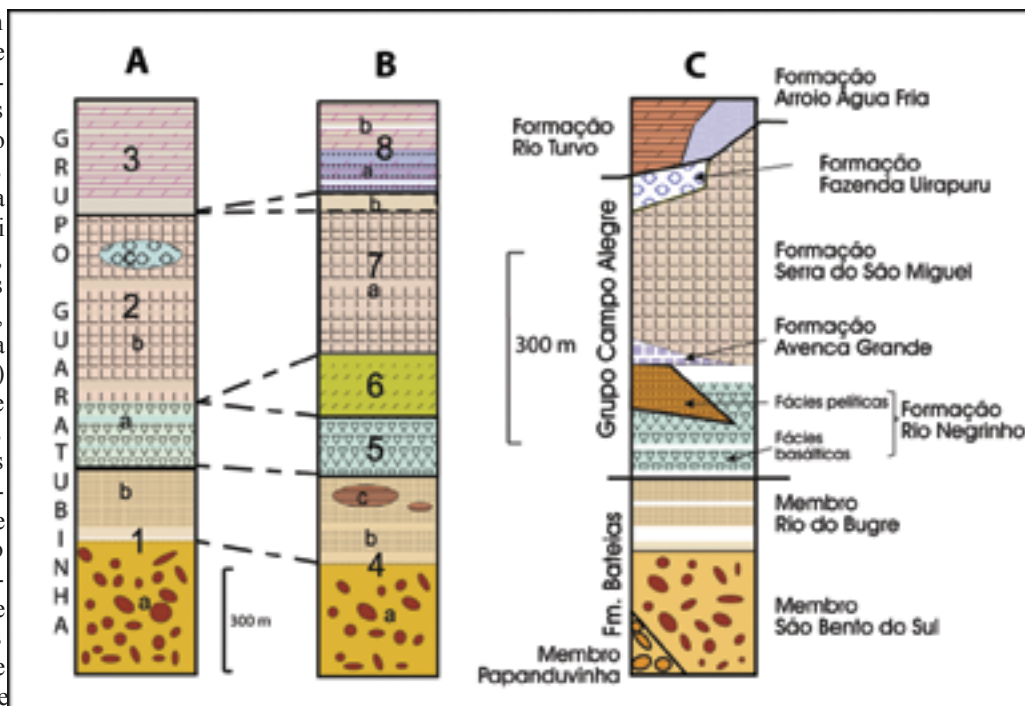 A
B
C
GRUPO GUARATUBINHA
3
c
2
b
a
b
1
a
300 m
b
8
a
b
7
a
6
5
c
b
4
a
300 m
Formação
Rio Turvo
Formação
Arroio Água Fria
Formação
Fazenda Uirapuru
Grupo Campo Alegre
Formação
Serra do São Miguel
Formação
Avenca Grande
Fácies pelíticas
Fácies
basálticas
Formação
Rio Negrinho
Fm. Bateias
Membro
Rio do Bugre
Membro
São Bento do Sul
Membro
Papanduvinha